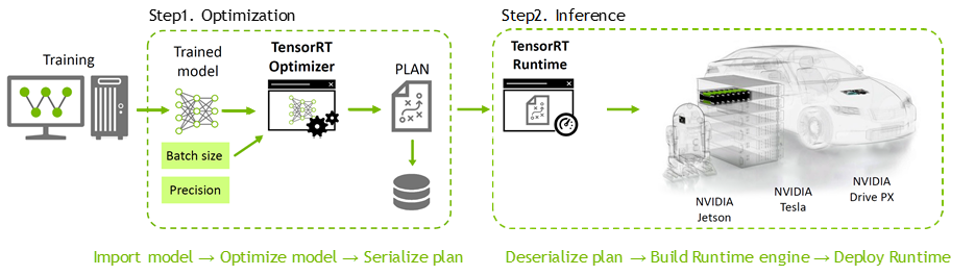 Step1. Optimization
Step2. Inference
Training
Trained
model
TensorRT
Optimizer
PLAN
Batch size
Precision
TensorRT
Runtime
NVIDIA
Jetson
NVIDIA
Tesla
NVIDIA
Drive PX
Import model → Optimize model → Serialize plan
Deserialize plan → Build Runtime engine → Deploy Runtime